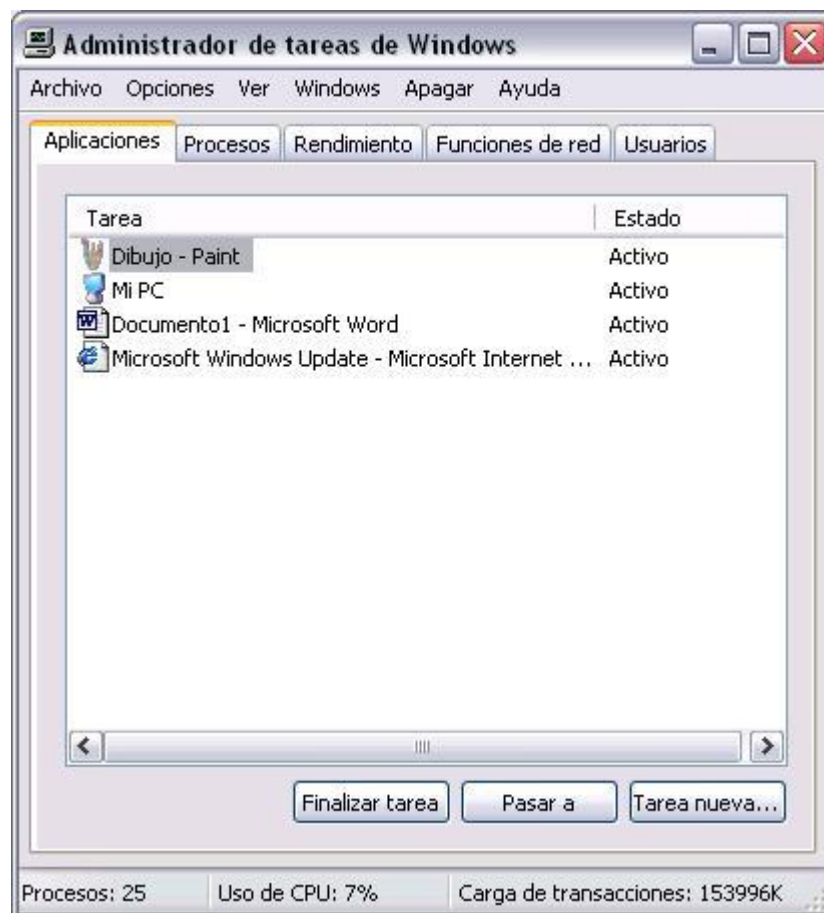 Administrador de tareas de Windows
Archivo Opciones Ver Windows Apagar Ayuda
Aplicaciones Procesos Rendimiento Funciones de red Usuarios
Tarea Estado
Dibujo - Paint Activo
Mi PC Activo
Documento1 - Microsoft Word Activo
Microsoft Windows Update - Microsoft Internet ... Activo
Finalizar tarea Pasar a Tarea nueva...
Procesos: 25 Uso de CPU: 7% Carga de transacciones: 153996K